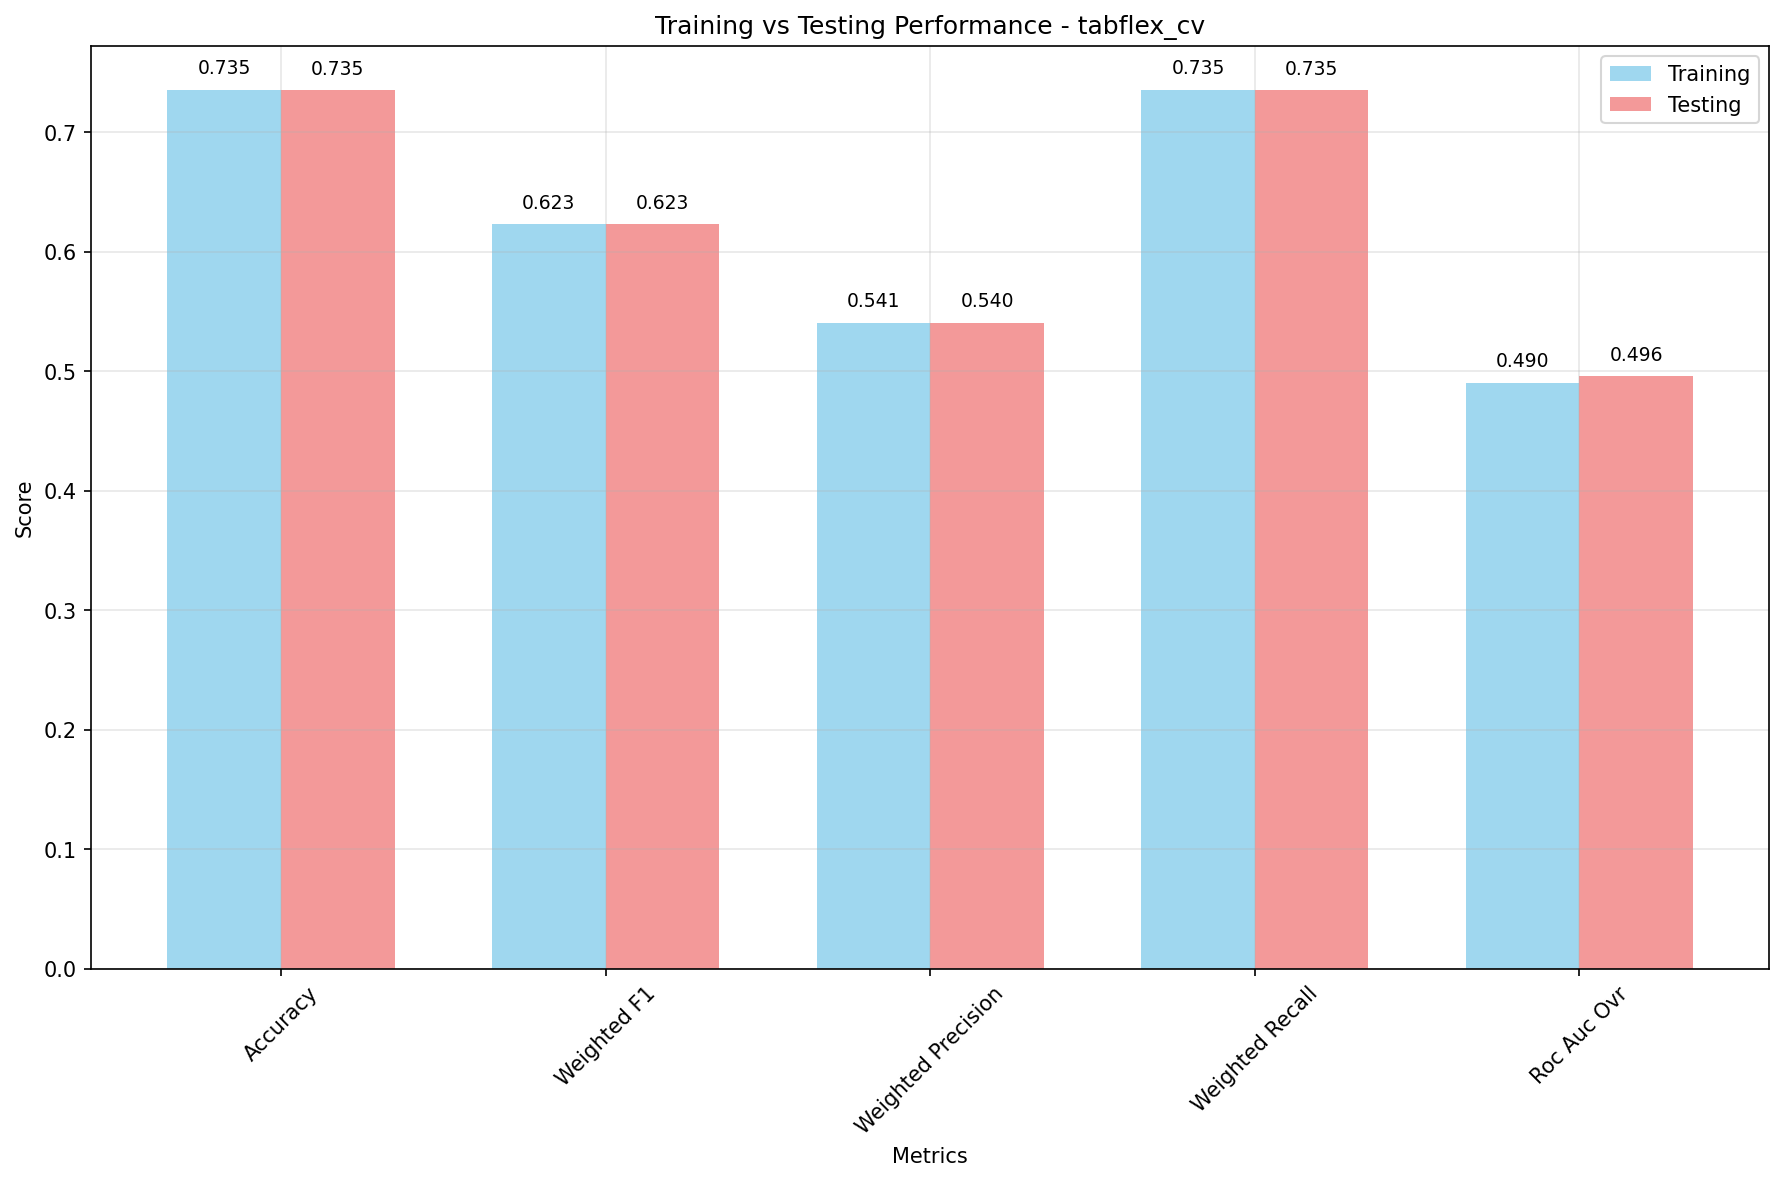 Training vs Testing Performance - tabflex_cv
Training
Testing
0.735
0.735
0.623
0.623
0.541
0.540
0.735
0.735
0.490
0.496
0.7
0.6
0.5
0.4
0.3
0.2
0.1
0.0
Score
Accuracy
Weighted F1
Weighted Precision
Weighted Recall
Roc Auc Ovr
Metrics